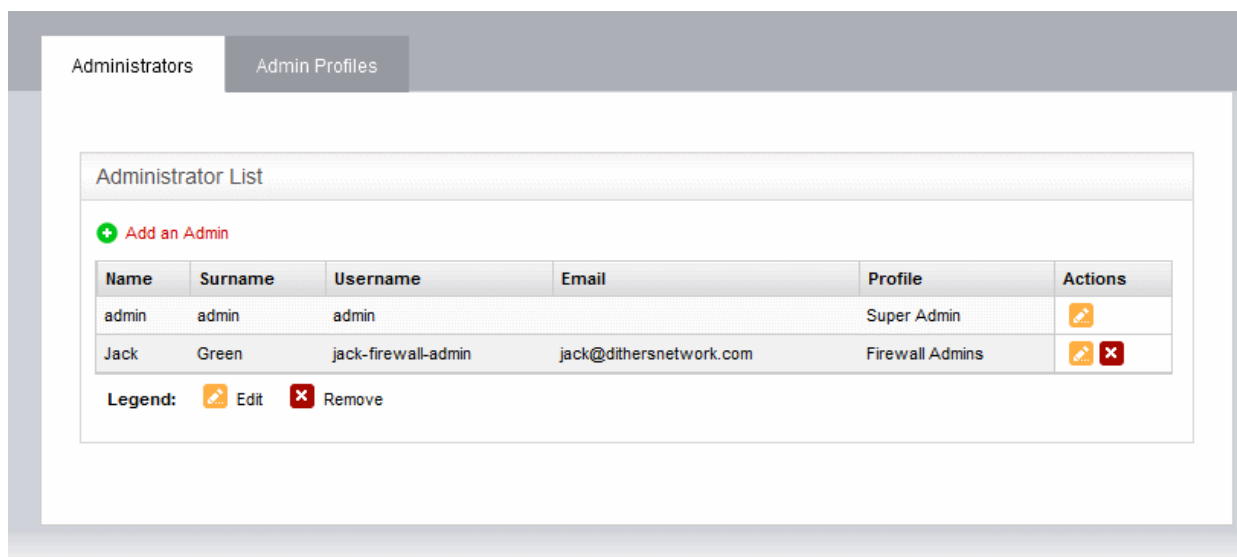 Administrators Admin Profiles
Administrator List
Add an Admin
Name Surname Username Email Profile Actions
admin admin admin Super Admin
Jack Green jack-firewall-admin jack@dithersnetwork.com Firewall Admins
Legend: Edit Remove